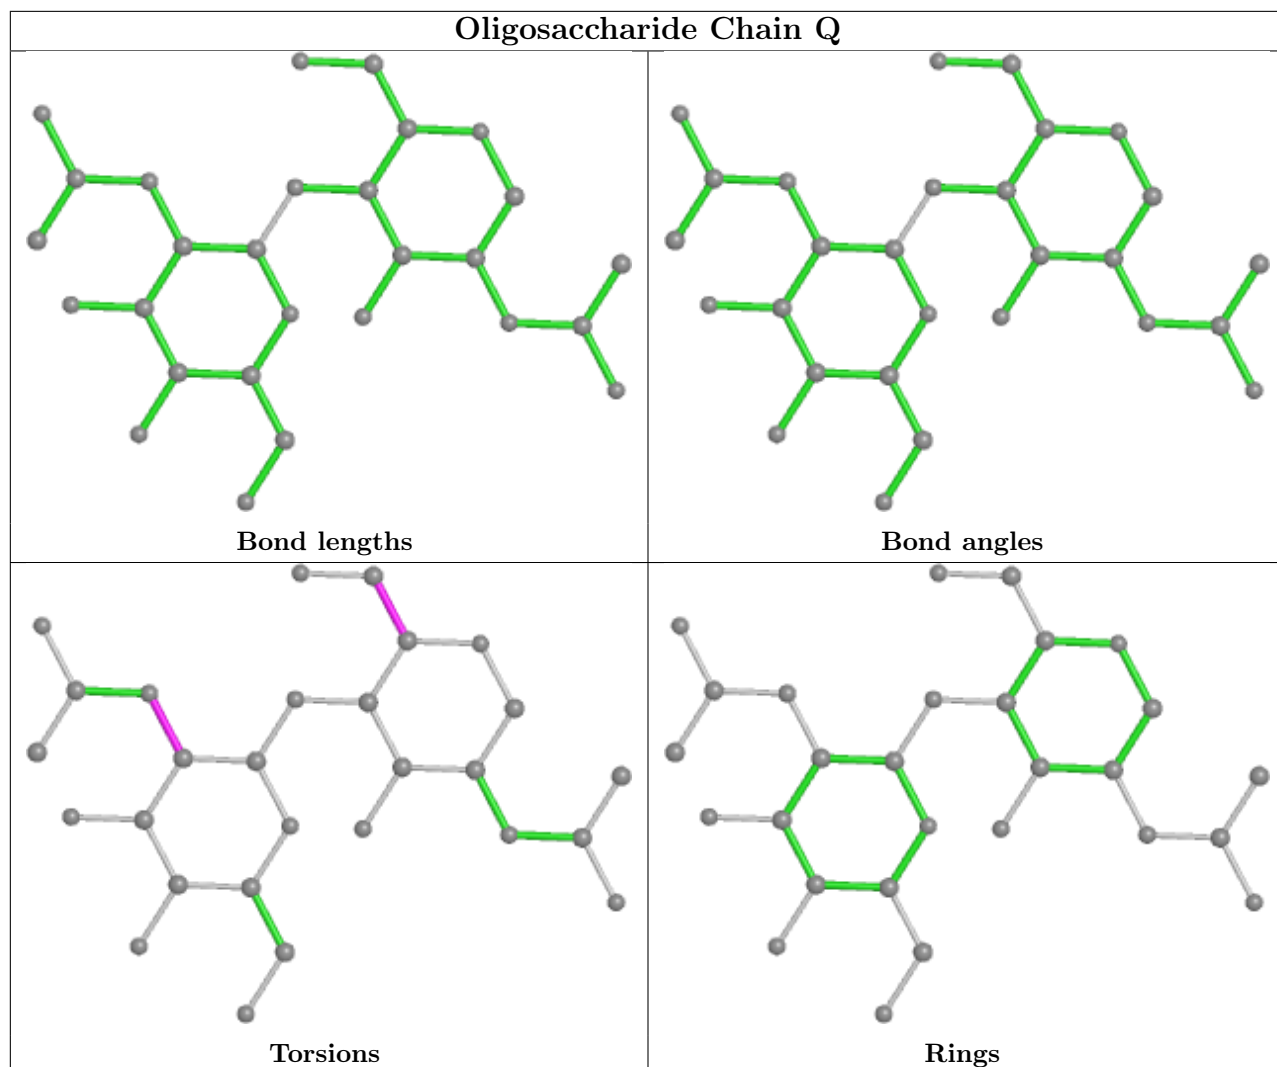 Oligosaccharide Chain Q
Bond lengths
Bond angles
Torsions
Rings